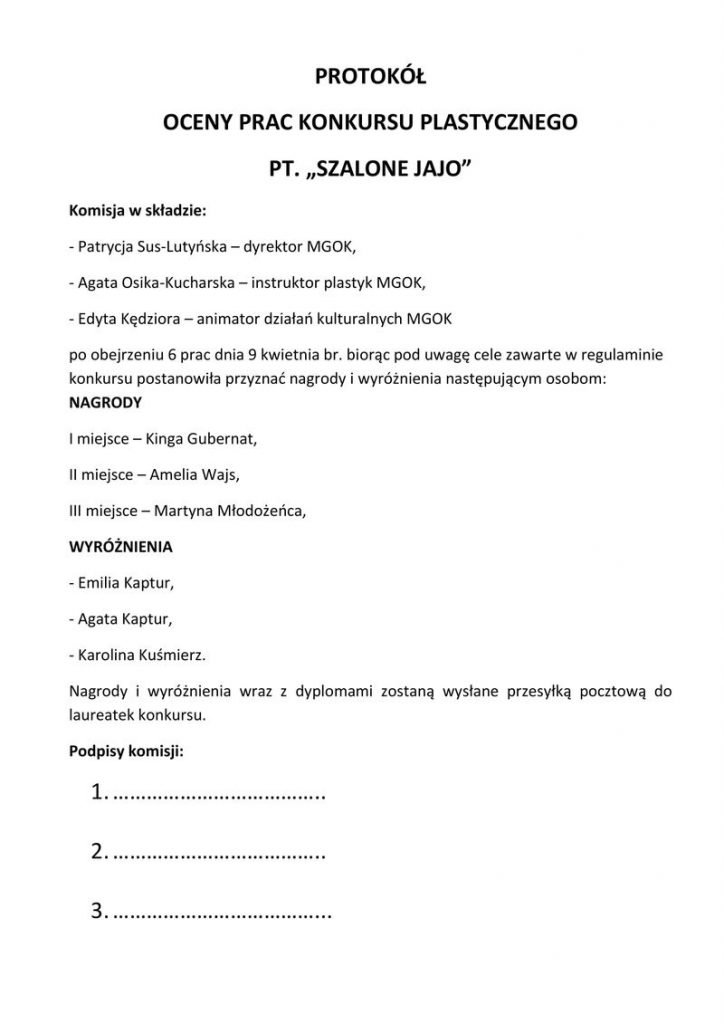 PROTOKÓŁ
OCENY PRAC KONKURSU PLASTYCZNEGO
PT. „SZALONE JAJO”
Komisja w składzie:
- Patrycja Sus-Lutyńska – dyrektor MGOK,
- Agata Osika-Kucharska – instruktor plastyk MGOK,
- Edyta Kędziora – animator działań kulturalnych MGOK
po obejrzeniu 6 prac dnia 9 kwietnia br. biorąc pod uwagę cele zawarte w regulaminie
konkursu postanowiła przyznać nagrody i wyróżnienia następującym osobom:
NAGRODY
I miejsce – Kinga Gubernat,
II miejsce – Amelia Wajs,
III miejsce – Martyna Młodożeńca,
WYRÓŻNIENIA
- Emilia Kaptur,
- Agata Kaptur,
- Karolina Kuśmierz.
Nagrody i wyróżnienia wraz z dyplomami zostaną wysłane przesyłką pocztową do
laureatek konkursu.
Podpisy komisji:
1. ………………………………..
2. ………………………………..
3. ………………………………...